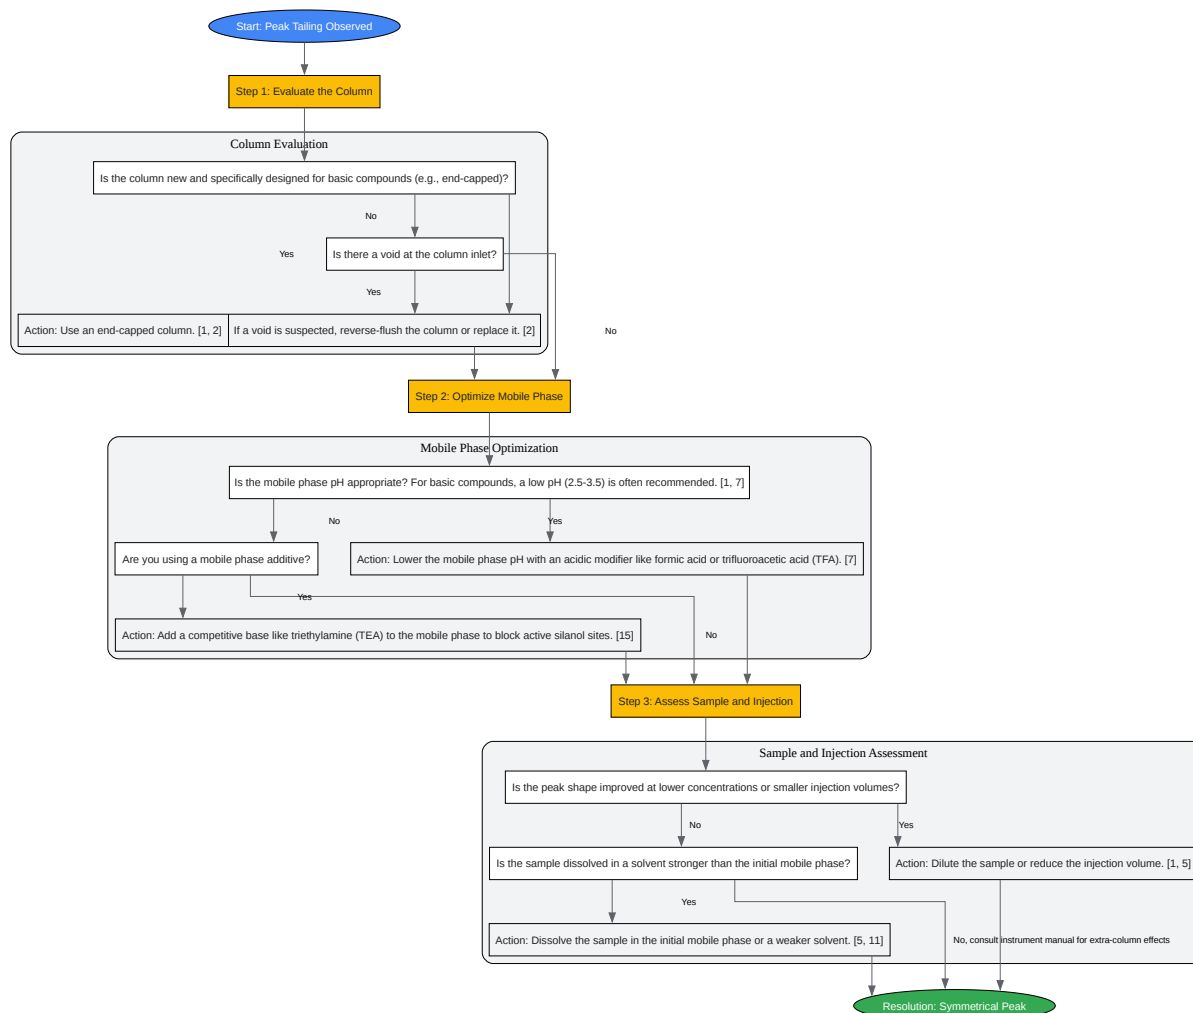 Start: Peak Tailing Observed
Step 1: Evaluate the Column
Column Evaluation
Is the column new and specifically designed for basic compounds (e.g., end-capped)?
No
Yes
Is there a void at the column inlet?
Yes
Action: Use an end-capped column. [1, 2]
If a void is suspected, reverse-flush the column or replace it. [2]
No
Step 2: Optimize Mobile Phase
Mobile Phase Optimization
Is the mobile phase pH appropriate? For basic compounds, a low pH (2.5-3.5) is often recommended. [1, 7]
No
Yes
Are you using a mobile phase additive?
Action: Lower the mobile phase pH with an acidic modifier like formic acid or trifluoroacetic acid (TFA). [7]
Yes
Action: Add a competitive base like triethylamine (TEA) to the mobile phase to block active silanol sites. [15]
No
Step 3: Assess Sample and Injection
Sample and Injection Assessment
Is the peak shape improved at lower concentrations or smaller injection volumes?
No
Yes
Is the sample dissolved in a solvent stronger than the initial mobile phase?
Action: Dilute the sample or reduce the injection volume. [1, 5]
Yes
Action: Dissolve the sample in the initial mobile phase or a weaker solvent. [5, 11]
No, consult instrument manual for extra-column effects
Resolution: Symmetrical Peak